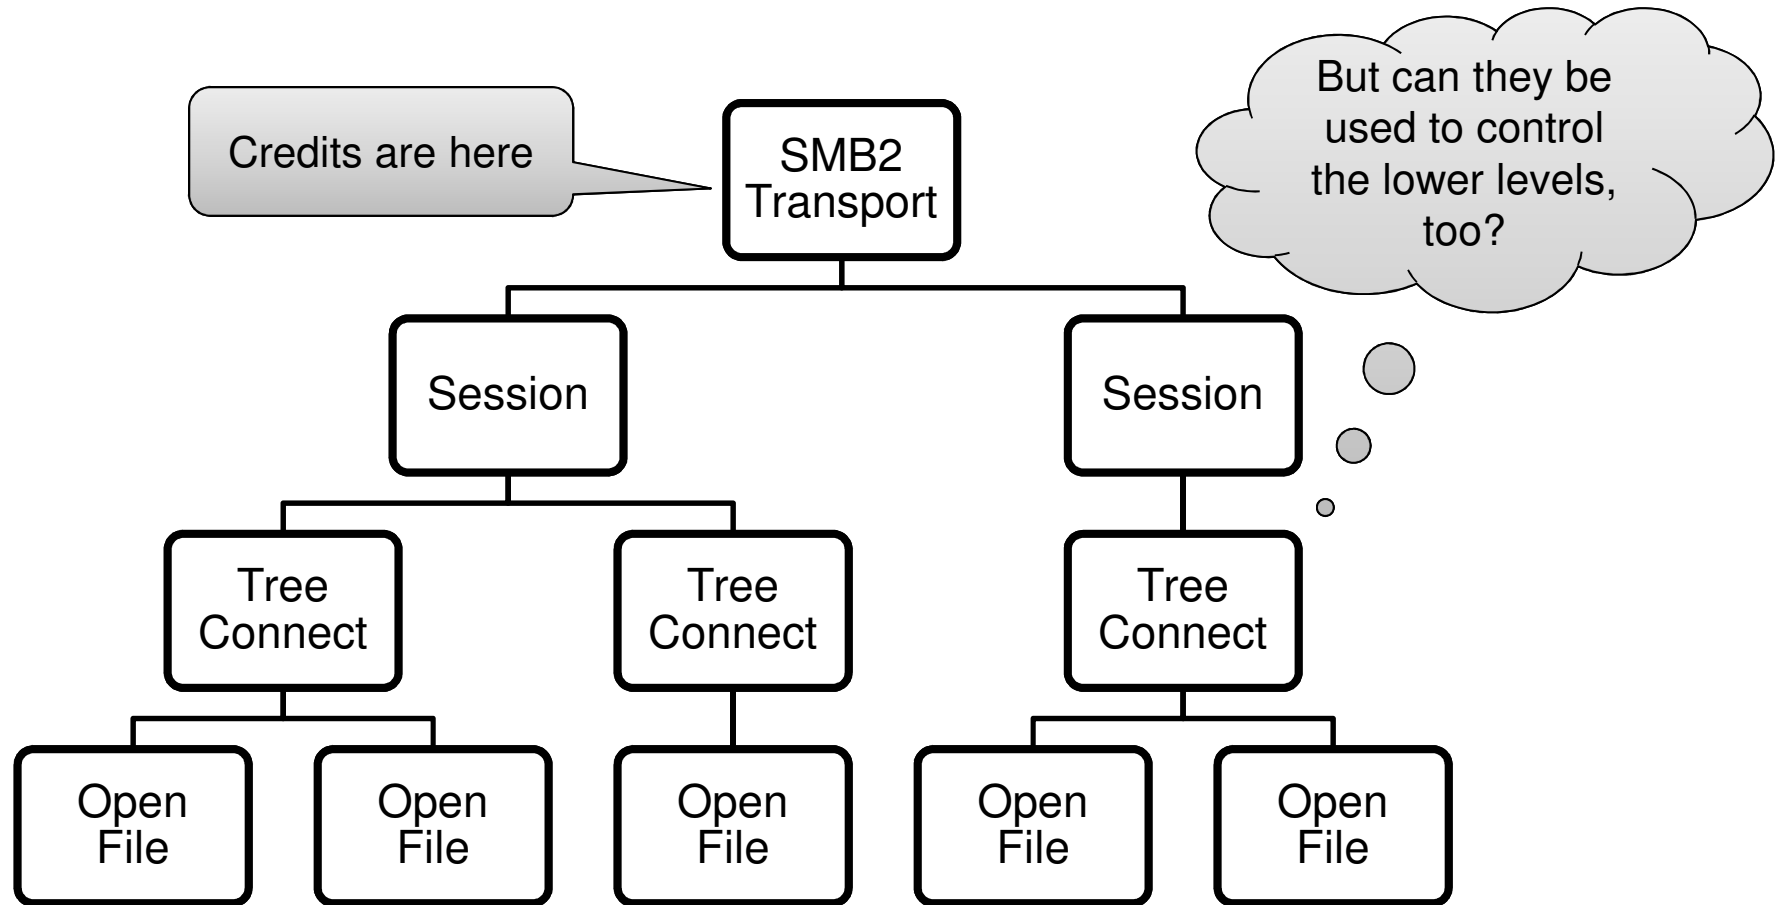 Credits are here
SMB2
Transport
But can they be
used to control
the lower levels,
too?
Session
Session
Tree
Connect
Tree
Connect
Tree
Connect
Open
File
Open
File
Open
File
Open
File
Open
File